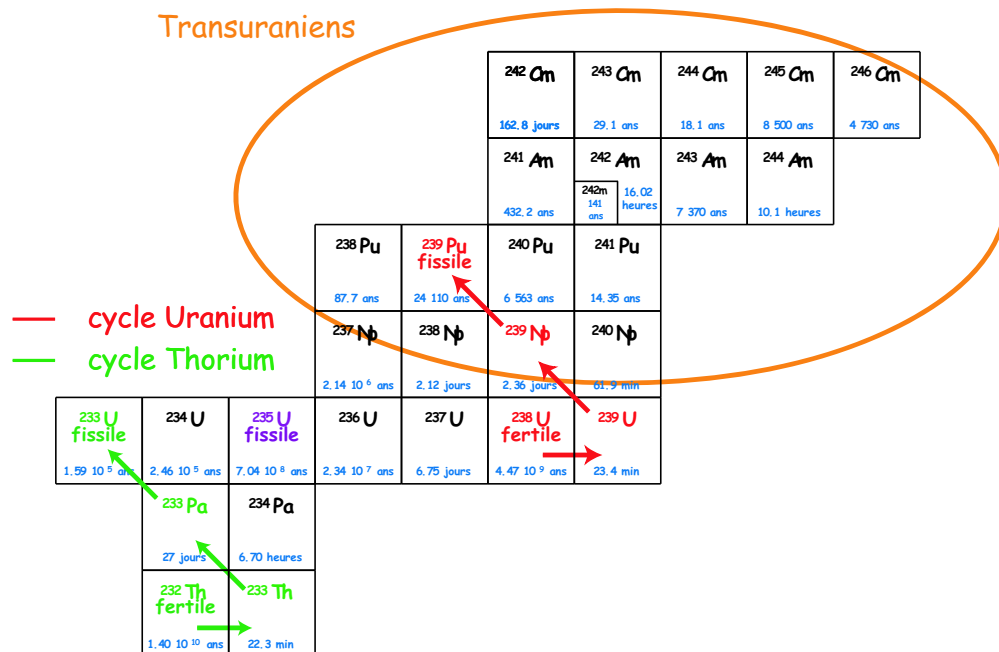 Transuraniens
242 Cm 243 Cm 244 Cm 245 Cm 246 Cm
162.8 jours 29.1 ans 18.1 ans 8 500 ans 4 730 ans
241 Am 242 Am 243 Am 244 Am
242m 16.02
141 heures
ans
432.2 ans 7 370 ans 10.1 heures
238 Pu 239 Pu 240 Pu 241 Pu
fissile
87.7 ans 24 110 ans 6 563 ans 14.35 ans
cycle Uranium
237 Np 238 Np 239 Np 240 Np
cycle Thorium
2.14 10 6 ans 2.12 jours 2.36 jours 61.9 min
233 U 234 U 235 U 236 U 237 U 238 U 239 U
fissile fissile fertile
1.59 10 5 ans 2.46 10 5 ans 7.04 10 8 ans 2.34 10 7 ans 6.75 jours 4.47 10 9 ans 23.4 min
233 Pa 234 Pa
27 jours 6.70 heures
232 Th 233 Th
fertile
1.40 10 10 ans 22.3 min